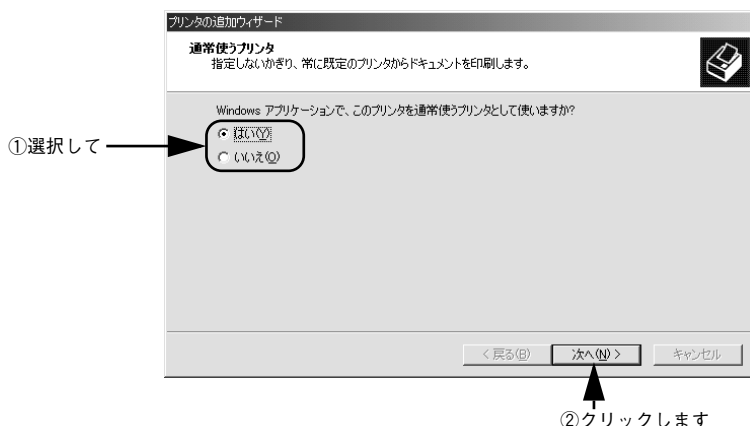 プリンタの追加ウィザード
通常使うプリンタ
指定しないかぎり、常に既定のプリンタからドキュメントを印刷します。
Windows アプリケーションで、このプリンタを通常使うプリンタとして使いますか?
①選択して
はい(Y)
いいえ(O)
< 戻る(B)
次へ(N) >
キャンセル
②クリックします